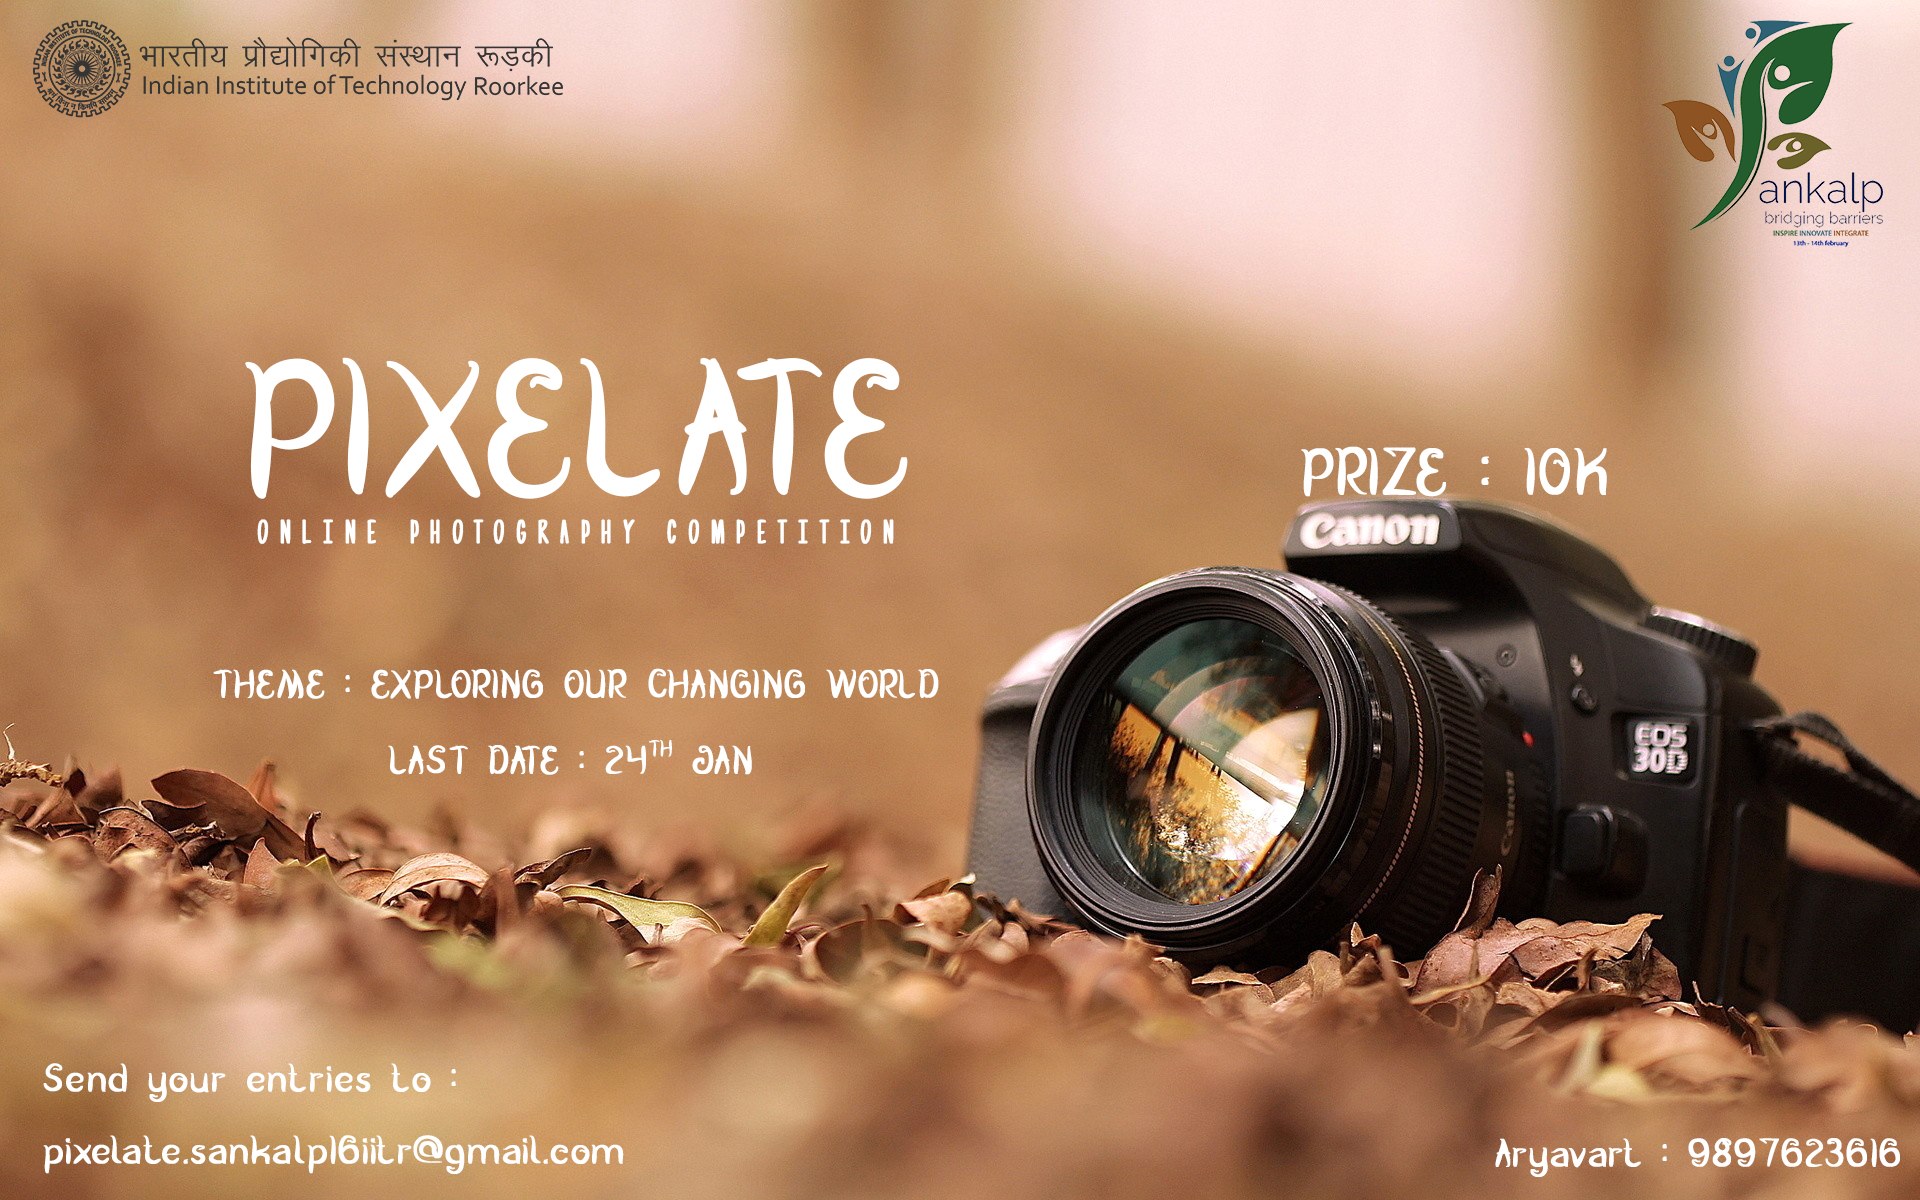 भारतीय प्रौद्योगिकी संस्थान रूड़की
Indian Institute of Technology Roorkee
ankalp
bridging barriers
INSPIRE INNOVATE INTEGRATE
13th - 14th february
PIXELATE
ONLINE PHOTOGRAPHY COMPETITION
PRIZE : 10K
Canon
THEME : EXPLORING OUR CHANGING WORLD
LAST DATE : 24TH JAN
EOS
30D
Canon
Send your entries to :
pixelate.sankalp16iitr@gmail.com
Aryavart : 9897623616